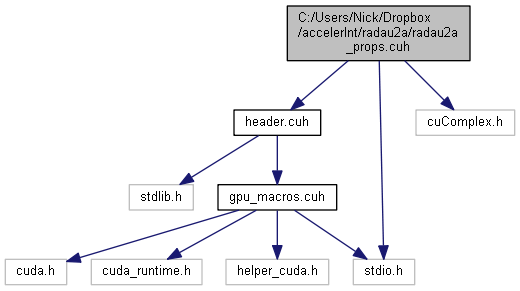 C:/Users/Nick/Dropbox
/accelerInt/radau2a/radau2a
_props.cuh
header.cuh
cuComplex.h
stdlib.h
gpu_macros.cuh
cuda.h
cuda_runtime.h
helper_cuda.h
stdio.h